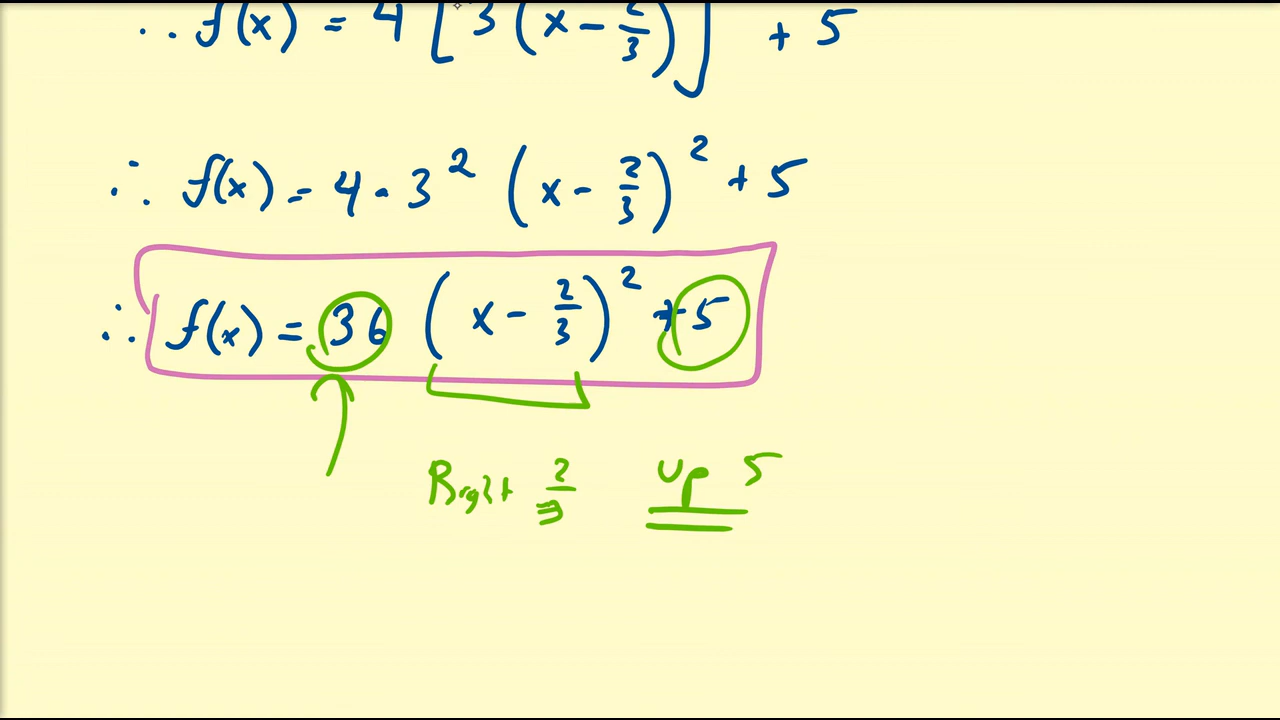 ∴ f(x) = 4 [3(x - 2/3)] + 5
∴ f(x) = 4 · 3² (x - 2/3)² + 5
∴ f(x) = 36 (x - 2/3)² + 5
Right 2/3 Up 5